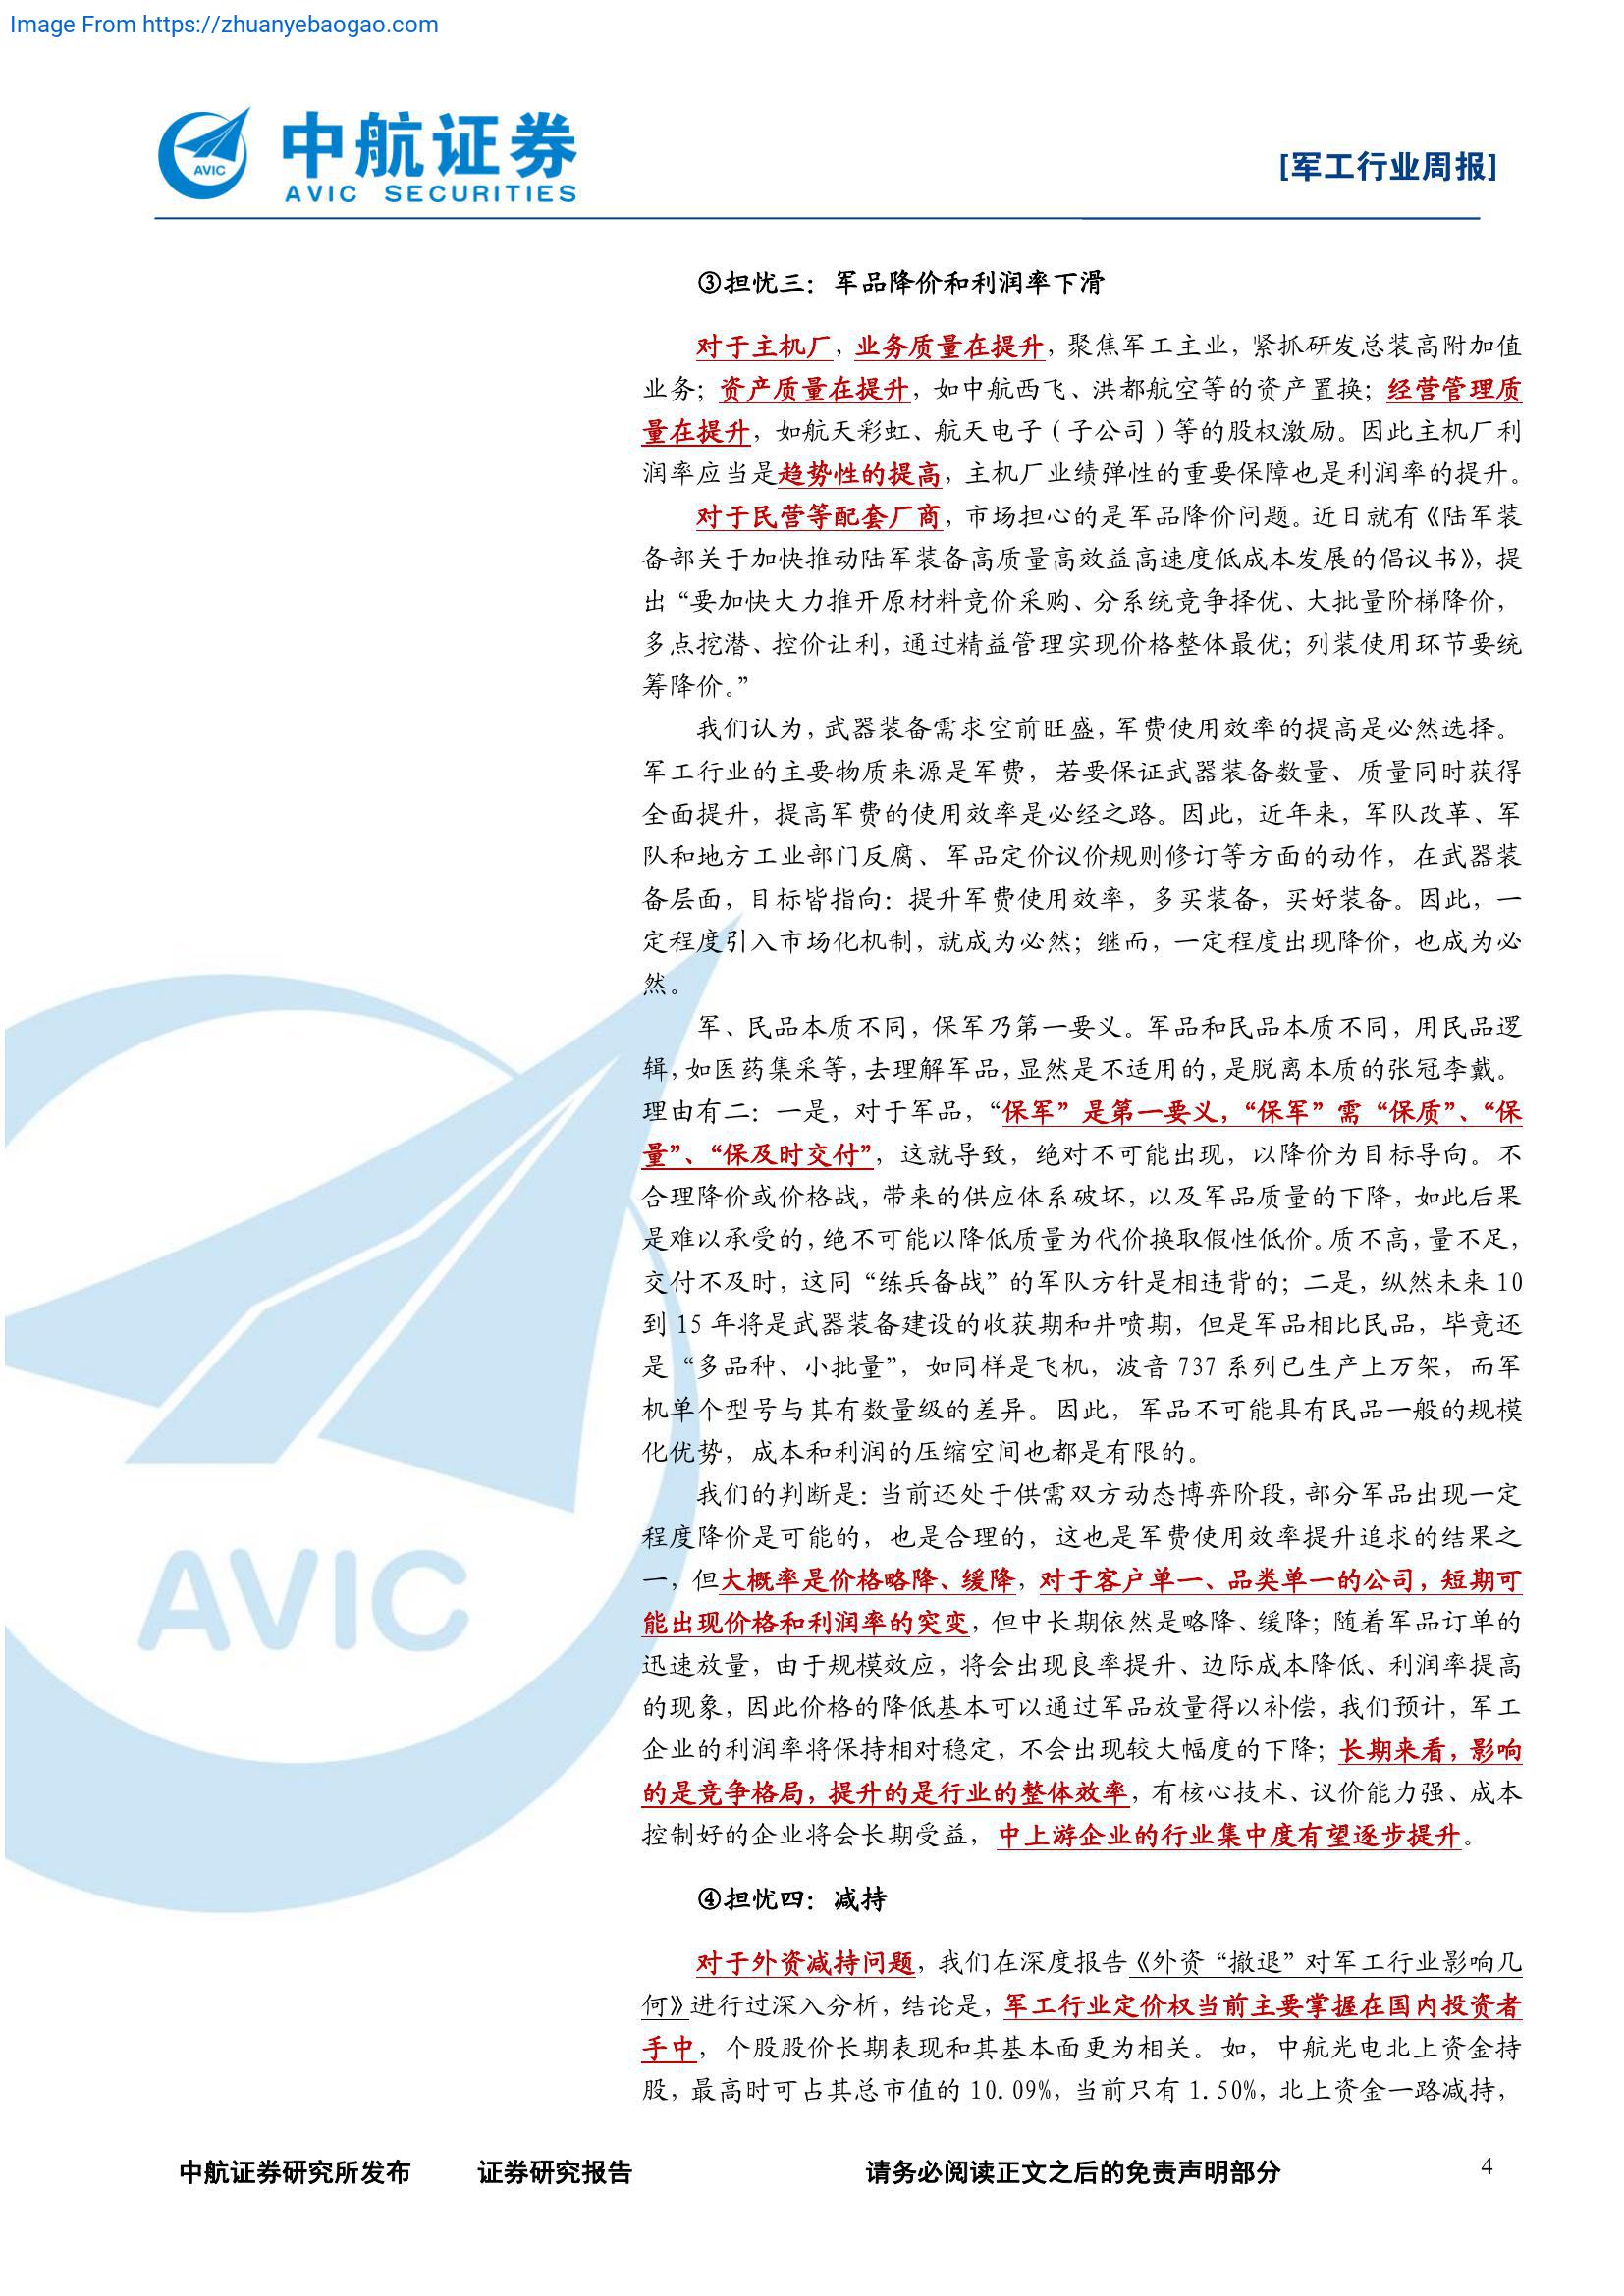 Image From https://zhuanyebaogao.com
中航证券
AVIC SECURITIES
AVIC
[军工行业周报]
③担忧三：军品降价和利润率下滑
对于主机厂，业务质量在提升，聚焦军工主业，紧抓研发总装高附加值
业务；资产质量在提升，如中航西飞、洪都航空等的资产置换；经营管理质
量在提升，如航天彩虹、航天电子（子公司）等的股权激励。因此主机厂利
润率应当是趋势性的提高，主机厂业绩弹性的重要保障也是利润率的提升。
对于民营等配套厂商，市场担心的是军品降价问题。近日就有《陆军装
备部关于加快推动陆军装备高质量高效益高速度低成本发展的倡议书》，提
出“要加快大力推开原材料竞价采购、分系统竞争择优、大批量阶梯降价，
多点挖潜、控价让利，通过精益管理实现价格整体最优；列装使用环节要统
筹降价。”
我们认为，武器装备需求空前旺盛，军费使用效率的提高是必然选择。
军工行业的主要物质来源是军费，若要保证武器装备数量、质量同时获得
全面提升，提高军费的使用效率是必经之路。因此，近年来，军队改革、军
队和地方工业部门反腐、军品定价议价规则修订等方面的动作，在武器装
备层面，目标皆指向：提升军费使用效率，多买装备，买好装备。因此，一
定程度引入市场化机制，就成为必然；继而，一定程度出现降价，也成为必
然。
军、民品本质不同，保军乃第一要义。军品和民品本质不同，用民品逻
辑，如医药集采等，去理解军品，显然是不适用的，是脱离本质的张冠李戴。
理由有二：一是，对于军品，“保军”是第一要义，“保军”需“保质”、“保
量”、“保及时交付”，这就导致，绝对不可能出现，以降价为目标导向。不
合理降价或价格战，带来的供应体系破坏，以及军品质量的下降，如此后果
是难以承受的，绝不可能以降低质量为代价换取假性低价。质不高，量不足，
交付不及时，这同“练兵备战”的军队方针是相违背的；二是，纵然未来 10
到 15 年将是武器装备建设的收获期和井喷期，但是军品相比民品，毕竟还
是“多品种、小批量”，如同样是飞机，波音 737 系列已生产上万架，而军
机单个型号与其有数量级的差异。因此，军品不可能具有民品一般的规模
化优势，成本和利润的压缩空间也都是有限的。
我们的判断是：当前还处于供需双方动态博弈阶段，部分军品出现一定
程度降价是可能的，也是合理的，这也是军费使用效率提升追求的结果之
一，但大概率是价格略降、缓降，对于客户单一、品类单一的公司，短期可
能出现价格和利润率的突变，但中长期依然是略降、缓降；随着军品订单的
迅速放量，由于规模效应，将会出现良率提升、边际成本降低、利润率提高
的现象，因此价格的降低基本可以通过军品放量得以补偿，我们预计，军工
企业的利润率将保持相对稳定，不会出现较大幅度的下降；长期来看，影响
的是竞争格局，提升的是行业的整体效率，有核心技术、议价能力强、成本
控制好的企业将会长期受益，中上游企业的行业集中度有望逐步提升。
④担忧四：减持
对于外资减持问题，我们在深度报告《外资“撤退”对军工行业影响几
何》进行过深入分析，结论是，军工行业定价权当前主要掌握在国内投资者
手中，个股股价长期表现和其基本面更为相关。如，中航光电北上资金持
股，最高时可占其总市值的 10.09%，当前只有 1.50%，北上资金一路减持，
AVIC
中航证券研究所发布 证券研究报告 请务必阅读正文之后的免责声明部分 4